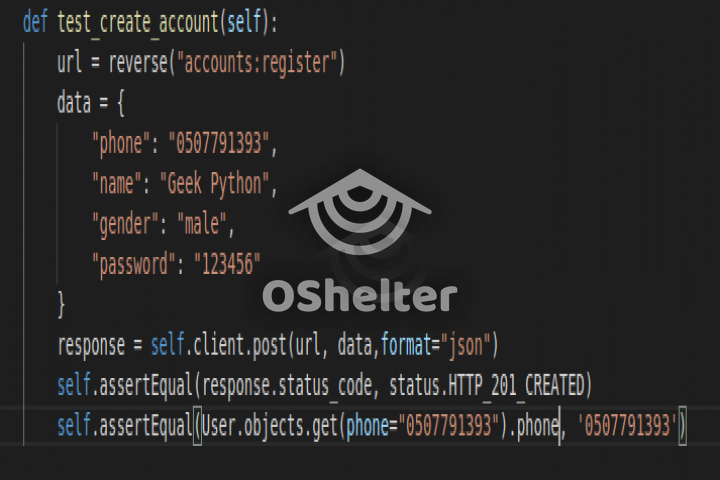 def test_create_account(self):
    url = reverse("accounts:register")
    data = {
        "phone": "0507791393",
        "name": "Geek Python",
        "gender": "male",
        "password": "123456"
OShelter
    }
    response = self.client.post(url, data,format="json")
    self.assertEqual(response.status_code, status.HTTP_201_CREATED)
    self.assertEqual(User.objects.get(phone="0507791393").phone, '0507791393')